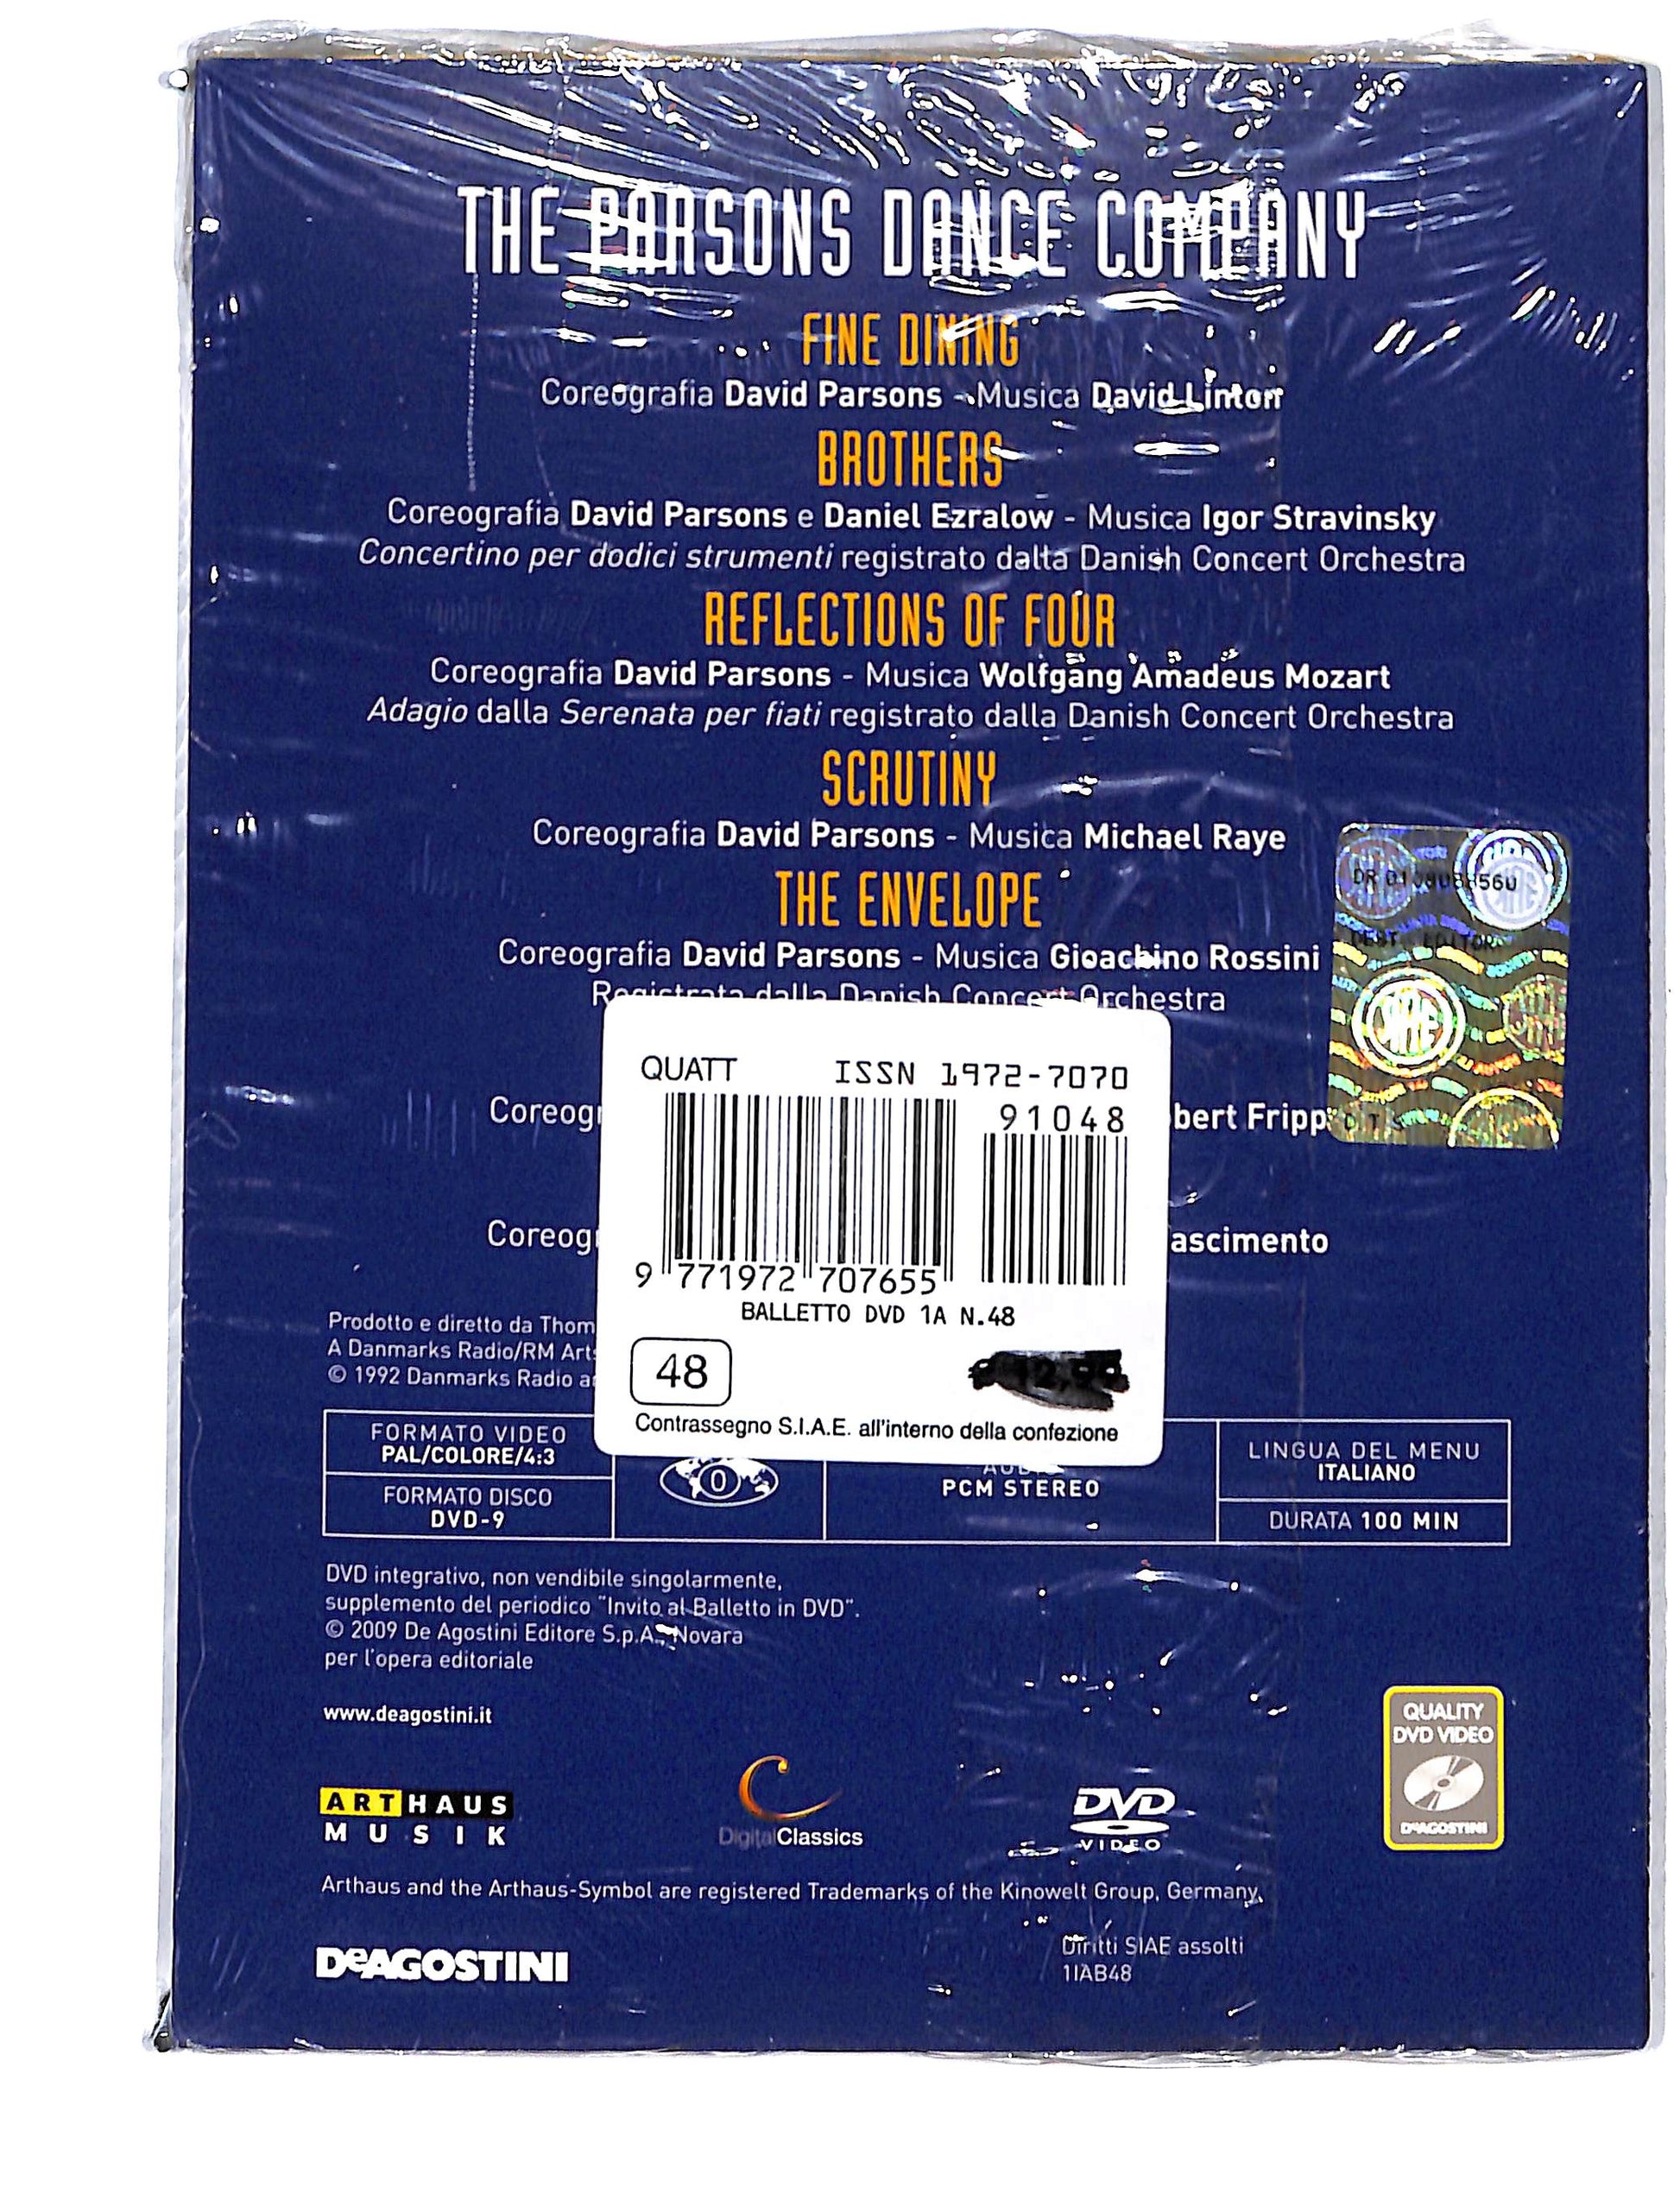 THE PARSONS DANCE COMPANY
FINE DINING
Coreografia David Parsons - Musica David Linton
BROTHERS
Coreografia David Parsons e Daniel Ezralow - Musica Igor Stravinsky
Concertino per dodici strumenti registrato dalla Danish Concert Orchestra
REFLECTIONS OF FOUR
Coreografia David Parsons - Musica Wolfgang Amadeus Mozart
Adagio dalla Serenata per fiati registrato dalla Danish Concert Orchestra
SCRUTINY
Coreografia David Parsons - Musica Michael Raye
THE ENVELOPE
Coreografia David Parsons - Musica Gioachino Rossini
Registrata dalla Danish Concert Orchestra
QUATT ISSN 1972-7070
91048
Coreogr bert Fripp
Coreogr ascimento
9 771972 707655
BALLETTO DVD 1A N.48
48
Contrassegno S.I.A.E. all'interno della confezione
Prodotto e diretto da Thom
A Danmarks Radio/RM Arts
© 1992 Danmarks Radio a
FORMATO VIDEO
PAL/COLORE/4:3
FORMATO DISCO
DVD-9
0
AUDIO
PCM STEREO
LINGUA DEL MENU
ITALIANO
DURATA 100 MIN
DVD integrativo, non vendibile singolarmente,
supplemento del periodico "Invito al Balletto in DVD".
© 2009 De Agostini Editore S.p.A., Novara
per l'opera editoriale
www.deagostini.it
QUALITY
DVD VIDEO
DeAGOSTINI
ARTHAUS
MUSIK
DigitalClassics
DVD
VIDEO
Arthaus and the Arthaus-Symbol are registered Trademarks of the Kinowelt Group, Germany.
DeAGOSTINI
Diritti SIAE assolti
1IAB48